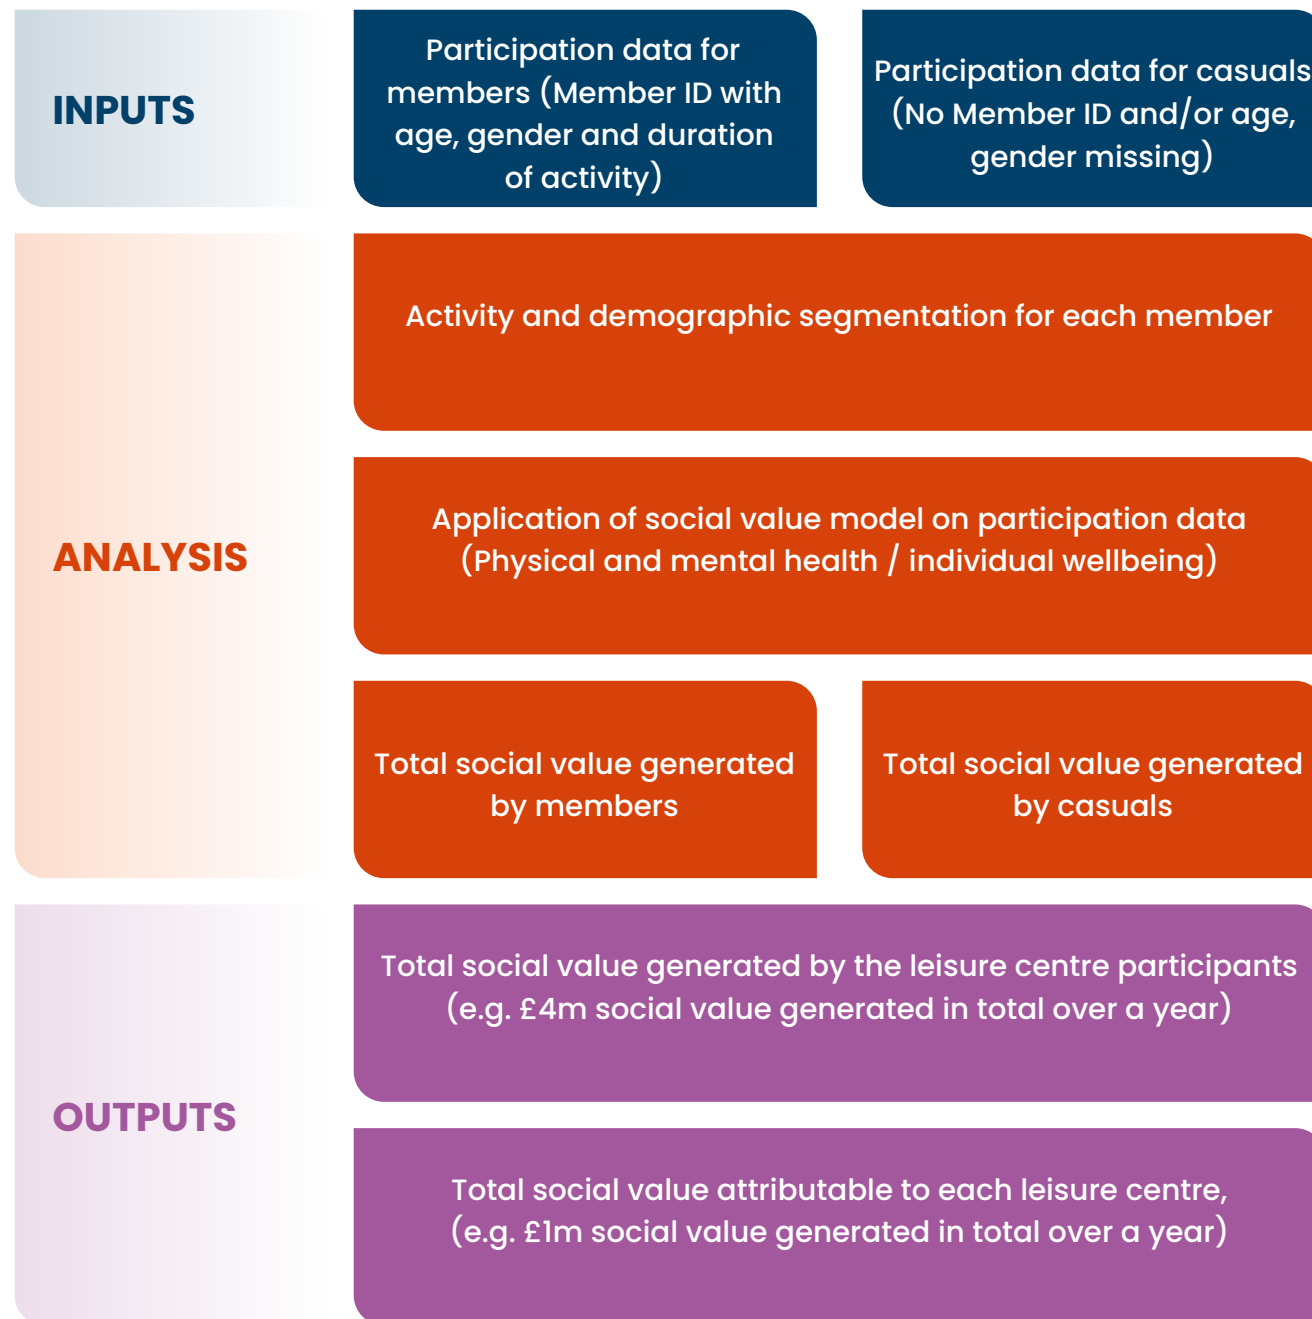 INPUTS
Participation data for
members (Member ID with
age, gender and duration
of activity)
Participation data for casuals
(No Member ID and/or age,
gender missing)
ANALYSIS
Activity and demographic segmentation for each member
Application of social value model on participation data
(Physical and mental health / individual wellbeing)
Total social value generated
by members
Total social value generated
by casuals
OUTPUTS
Total social value generated by the leisure centre participants
(e.g. £4m social value generated in total over a year)
Total social value attributable to each leisure centre,
(e.g. £1m social value generated in total over a year)